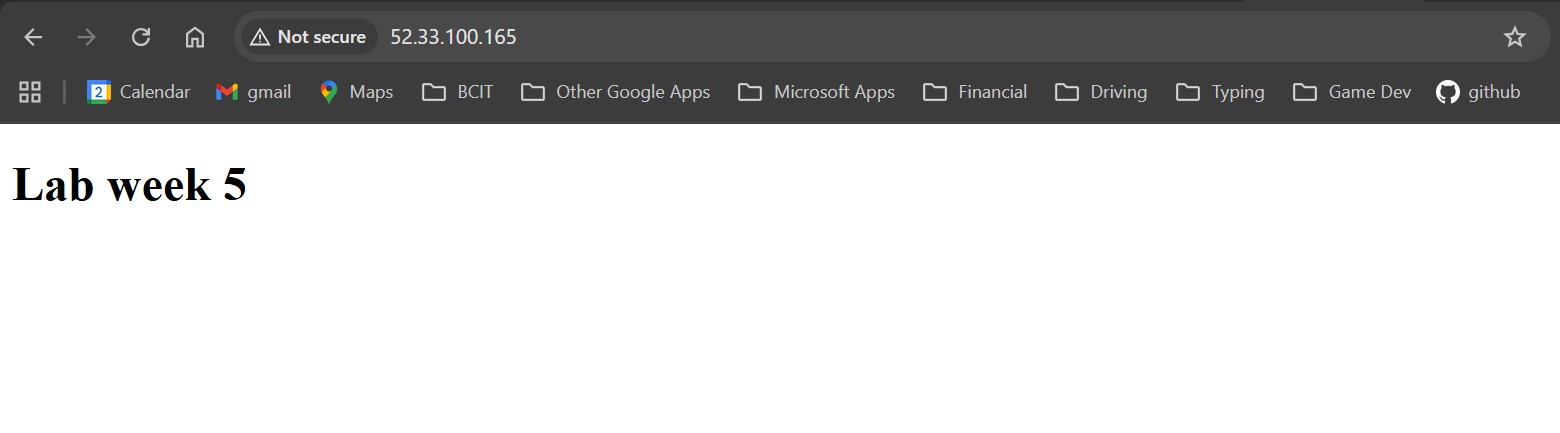 Not secure 52.33.100.165
2 Calendar gmail Maps BCIT Other Google Apps Microsoft Apps Financial Driving Typing Game Dev github
Lab week 5